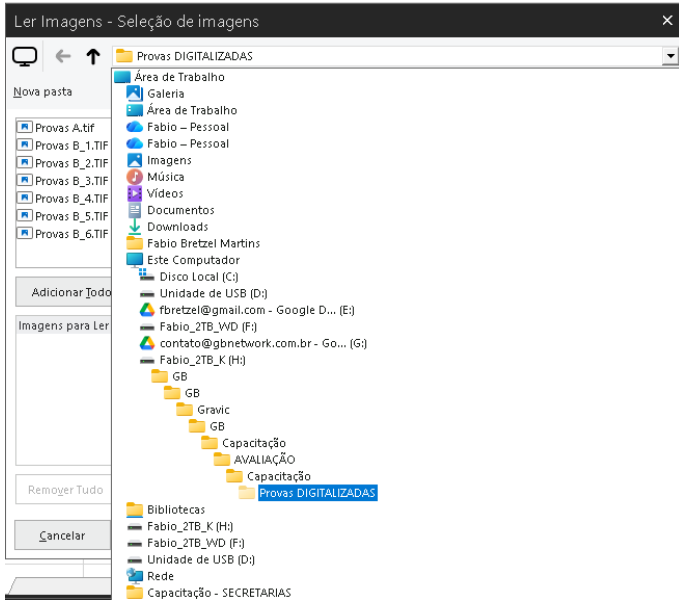 Ler Imagens - Seleção de imagens
Provas DIGITALIZADAS
Nova pasta
Provas A.tif
Provas B_1.TIF
Provas B_2.TIF
Provas B_3.TIF
Provas B_4.TIF
Provas B_5.TIF
Provas B_6.TIF
Adicionar Todo
Imagens para Ler
Remover Tudo
Cancelar
Área de Trabalho
Galeria
Área de Trabalho
Fabio – Pessoal
Fabio – Pessoal
Imagens
Música
Vídeos
Documentos
Downloads
Fabio Bretzel Martins
Este Computador
Disco Local (C:)
Unidade de USB (D:)
fbretzel@gmail.com - Google D... (E:)
Fabio_2TB_WD (F:)
contato@gbnetwork.com.br - Go... (G:)
Fabio_2TB_K (H:)
GB
GB
Gravic
GB
Capacitação
AVALIAÇÃO
Capacitação
Provas DIGITALIZADAS
Bibliotecas
Fabio_2TB_K (H:)
Fabio_2TB_WD (F:)
Unidade de USB (D:)
Rede
Capacitação - SECRETARIAS